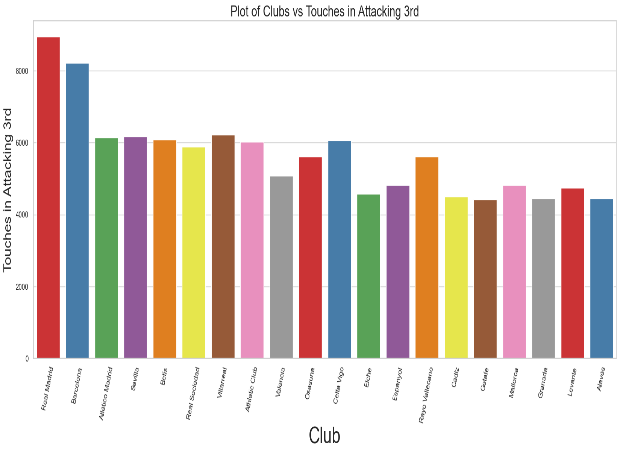 Plot of Clubs vs Touches in Attacking 3rd
Touches in Attacking 3rd
8000
6000
4000
2000
0
Real Madrid
Barcelona
Atlético Madrid
Sevilla
Betis
Real Sociedad
Villarreal
Athletic Club
Valencia
Osasuna
Celta Vigo
Elche
Espanyol
Rayo Vallecano
Cádiz
Getafe
Mallorca
Granada
Levante
Alavés
Club